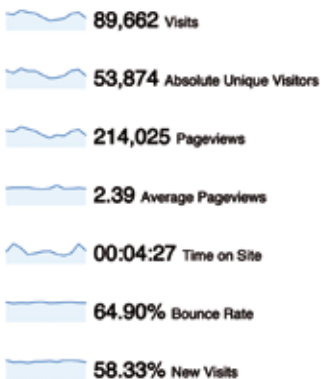 89,662 Visits
53,874 Absolute Unique Visitors
214,025 Pageviews
2.39 Average Pageviews
00:04:27 Time on Site
64.90% Bounce Rate
58.33% New Visits